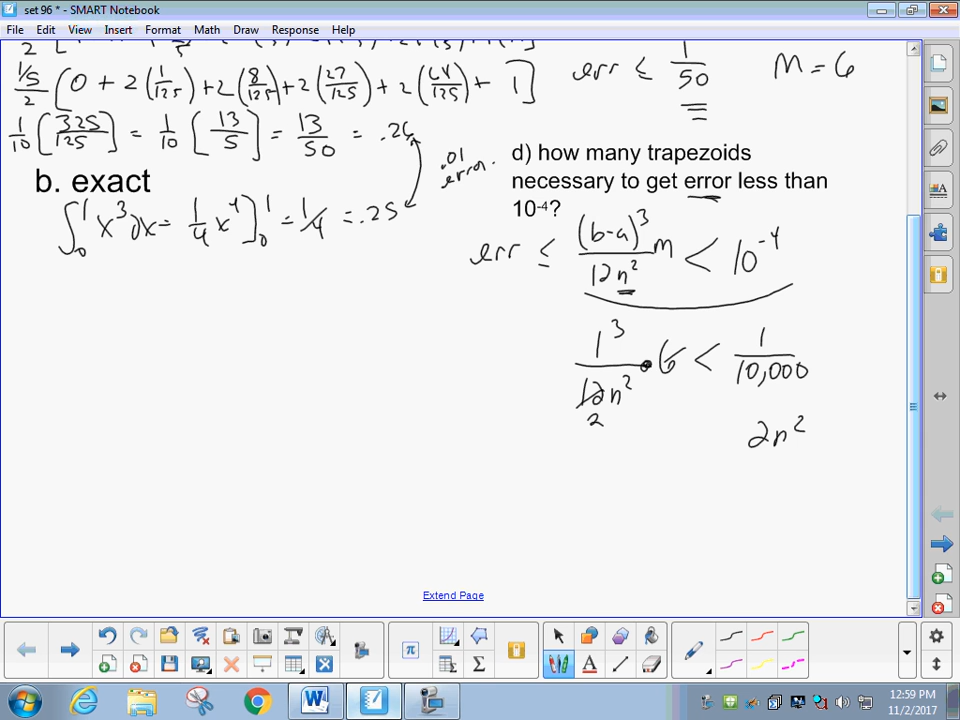 set 96 * - SMART Notebook
File Edit View Insert Format Math Draw Response Help
1/5 / 2 [ 0 + 2 (1/125) + 2 (8/125) + 2 (27/125) + 2 (64/125) + 1 ]
1/10 [325/125] = 1/10 [13/5] = 13/50 = .26
b. exact
∫₀¹ x³ dx = 1/4 x⁴ ]₀¹ = 1/4 = .25
.01
error.
err ≤ 1/50 M = 6
d) how many trapezoids
necessary to get error less than
10⁻⁴?
err ≤ (b-a)³ / 12n² M < 10⁻⁴
1³ / 12n² • 6 < 1 / 10,000
2
2n²
Extend Page
12:59 PM
11/2/2017